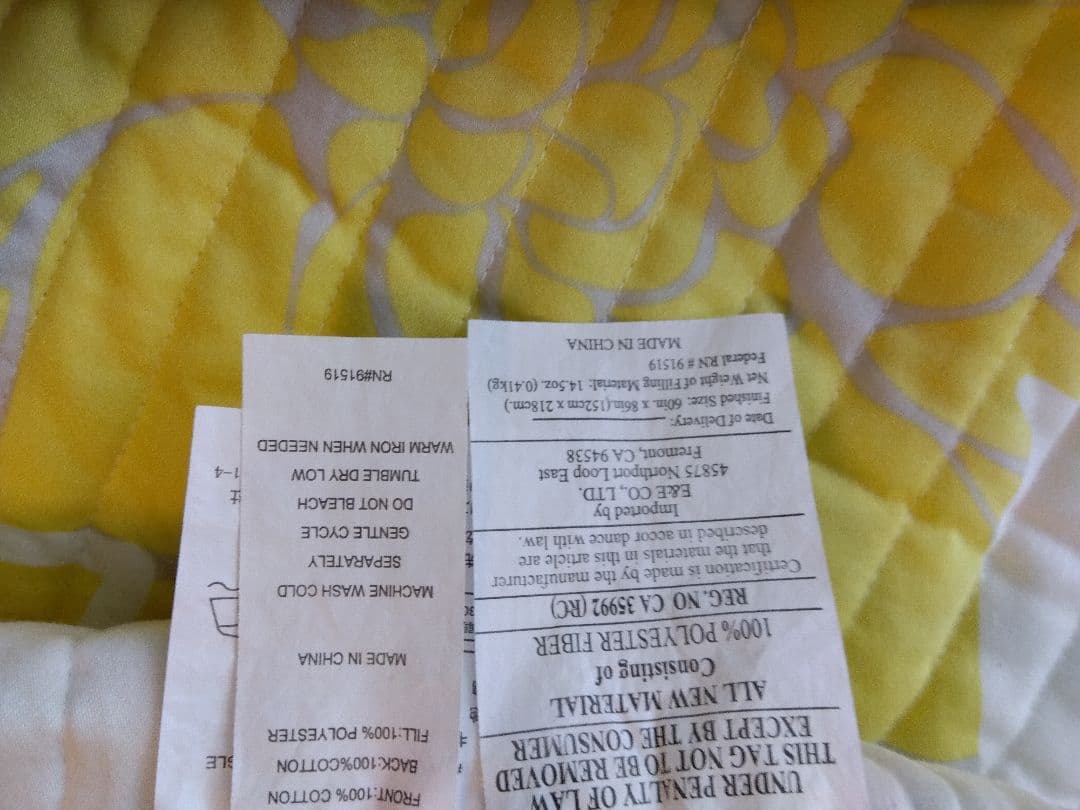 FRONT:100% COTTON
BACK:100%COTTON
FILL:100% POLYESTER
MADE IN CHINA
MACHINE WASH COLD
SEPARATELY
GENTLE CYCLE
DO NOT BLEACH
TUMBLE DRY LOW
WARM IRON WHEN NEEDED
RN#91519
UNDER PENALTY OF LAW
THIS TAG NOT TO BE REMOVED
EXCEPT BY THE CONSUMER
ALL NEW MATERIAL
Consisting of
100% POLYESTER FIBER
REG. NO CA 35992 (RC)
Certification is made by the manufacturer
that the materials in this article are
described in accor dance with law.
Imported by
E&E CO., LTD.
45875 Northport Loop East
Fremont, CA 94538
Date of Delivery:
Finished Size: 60in. x 86in.(152cm x 218cm.)
Net Weight of Filling Material: 14.5oz. (0.41kg)
Federal RN # 91519
MADE IN CHINA